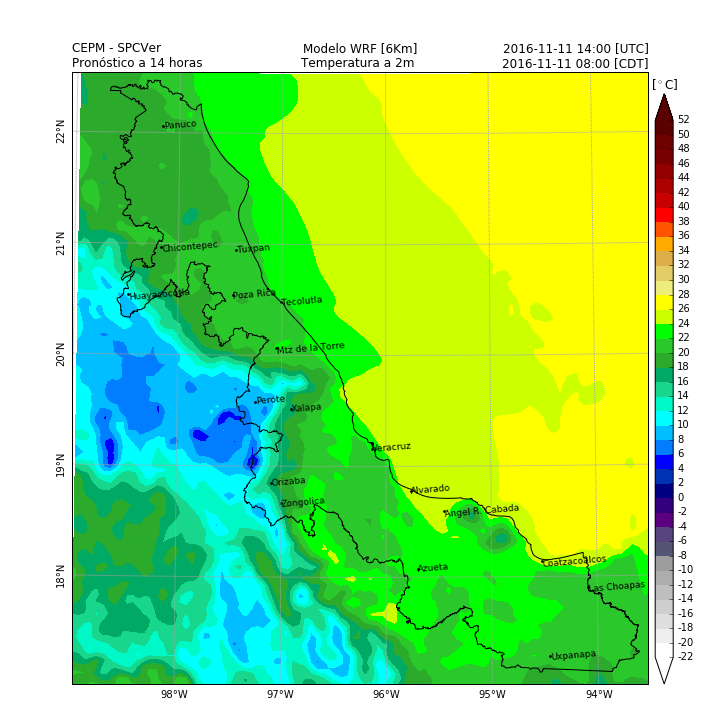 CEPM - SPCVer Modelo WRF [6Km] 2016-11-11 14:00 [UTC]
Pronóstico a 14 horas Temperatura a 2m 2016-11-11 08:00 [CDT]
[°C]
52
50
48
46
44
42
40
38
36
34
32
30
28
26
24
22
20
18
16
14
12
10
8
6
4
2
0
-2
-4
-6
-8
-10
-12
-14
-16
-18
-20
-22
22°N
21°N
20°N
19°N
18°N
Panuco
Chicontepec
Tuxpan
Huayacocotla
Poza Rica
Tecolutla
Mtz de la Torre
Perote
Xalapa
Veracruz
Orizaba
Alvarado
Zongolica
Angel R. Cabada
Azueta
Coatzacoalcos
Las Choapas
Uxpanapa
98°W 97°W 96°W 95°W 94°W